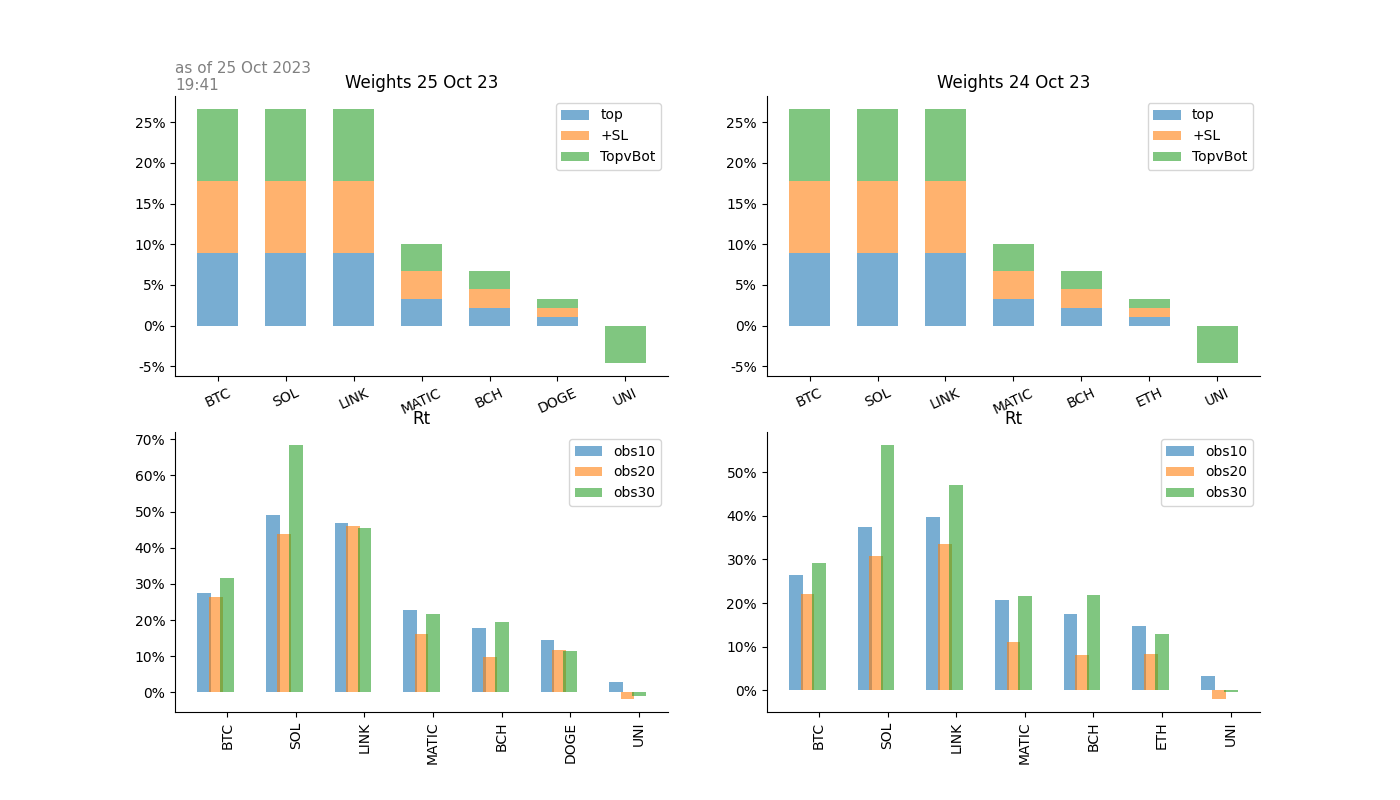 as of 25 Oct 2023
19:41
Weights 25 Oct 23
25%
20%
15%
10%
5%
0%
-5%
top
+SL
TopvBot
BTC SOL LINK MATIC BCH DOGE UNI
Weights 24 Oct 23
25%
20%
15%
10%
5%
0%
-5%
top
+SL
TopvBot
BTC SOL LINK MATIC BCH ETH UNI
Rt
70%
60%
50%
40%
30%
20%
10%
0%
obs10
obs20
obs30
BTC SOL LINK MATIC BCH DOGE UNI
Rt
50%
40%
30%
20%
10%
0%
obs10
obs20
obs30
BTC SOL LINK MATIC BCH ETH UNI